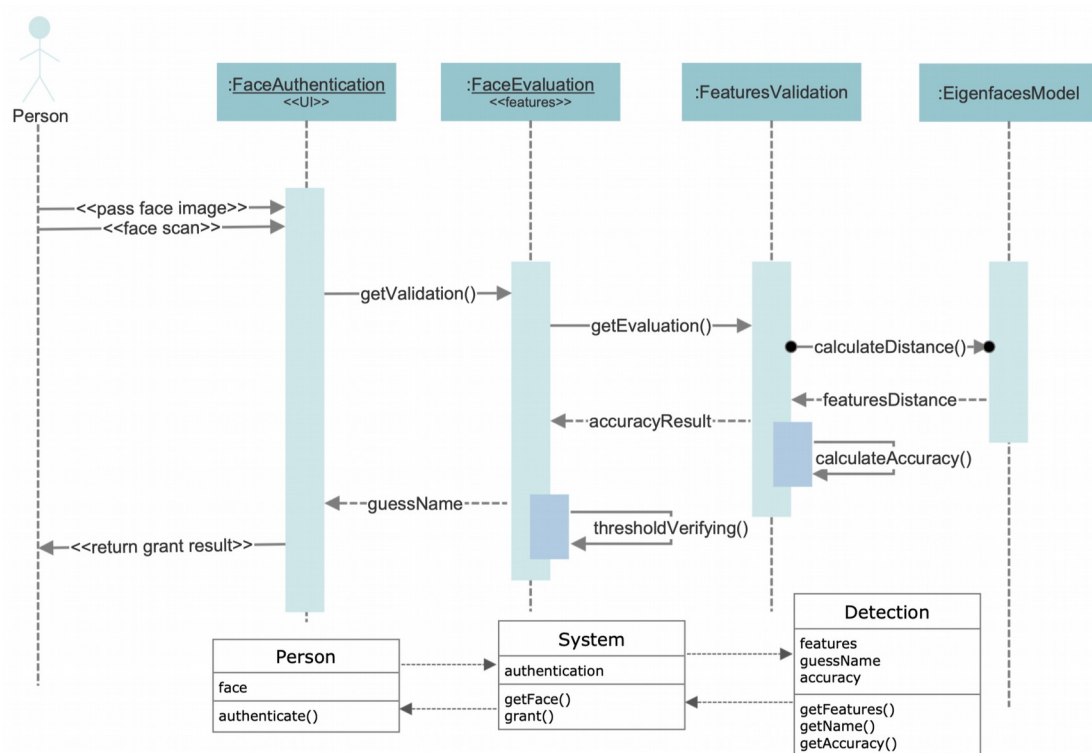 Person
:FaceAuthentication
<<UI>>
:FaceEvaluation
<<features>>
:FeaturesValidation
:EigenfacesModel
<<pass face image>>
<<face scan>>
getValidation()
getEvaluation()
calculateDistance()
featuresDistance
accuracyResult
calculateAccuracy()
guessName
thresholdVerifying()
<<return grant result>>
Person
face
authenticate()
System
authentication
getFace()
grant()
Detection
features
guessName
accuracy
getFeatures()
getName()
getAccuracy()